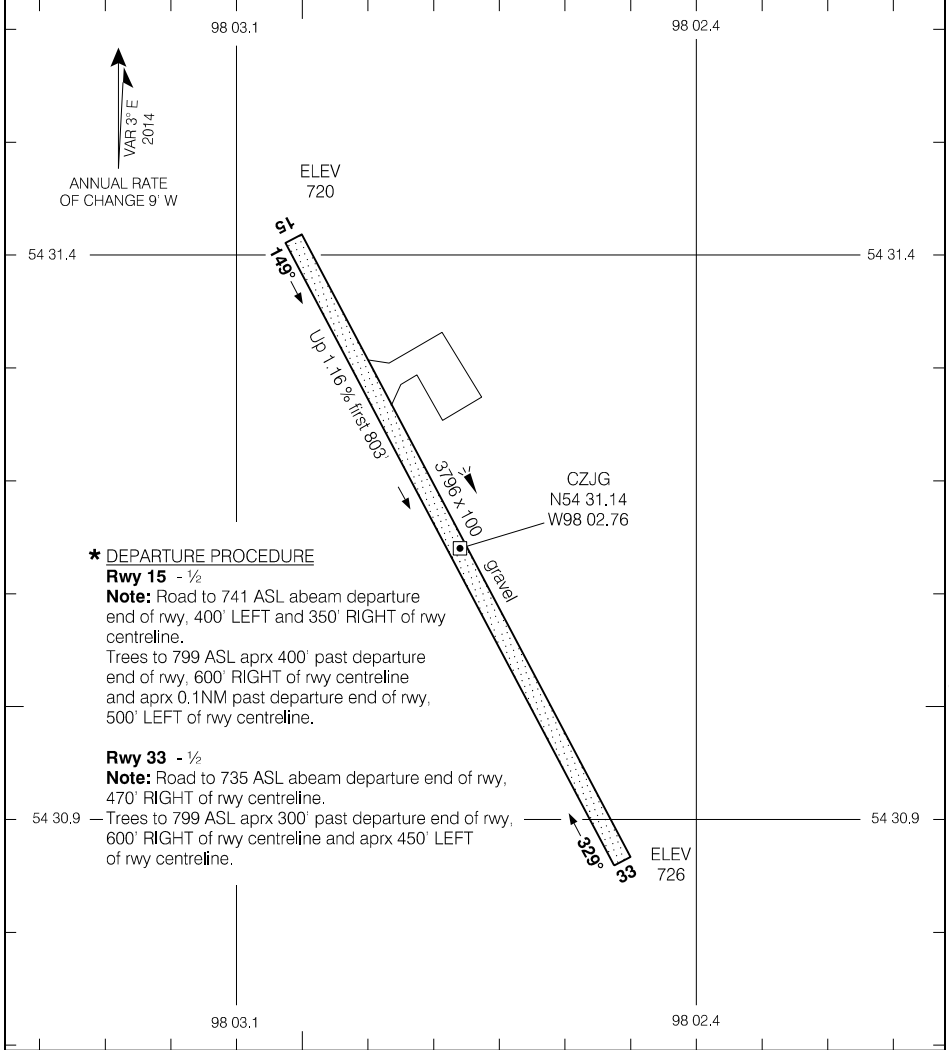 98 03.1
98 02.4
VAR 3° E
2014
ANNUAL RATE
OF CHANGE 9' W
ELEV
720
15
54 31.4
54 31.4
149°
Up 1.16 % first 803'
3796 x 100
gravel
CZJG
N54 31.14
W98 02.76
* DEPARTURE PROCEDURE
Rwy 15 - ½
Note: Road to 741 ASL abeam departure
end of rwy, 400' LEFT and 350' RIGHT of rwy
centreline.
Trees to 799 ASL aprx 400' past departure
end of rwy, 600' RIGHT of rwy centreline
and aprx 0.1NM past departure end of rwy,
500' LEFT of rwy centreline.
Rwy 33 - ½
Note: Road to 735 ASL abeam departure end of rwy,
470' RIGHT of rwy centreline.
Trees to 799 ASL aprx 300' past departure end of rwy,
600' RIGHT of rwy centreline and aprx 450' LEFT
of rwy centreline.
54 30.9
54 30.9
329°
33
ELEV
726
98 03.1
98 02.4